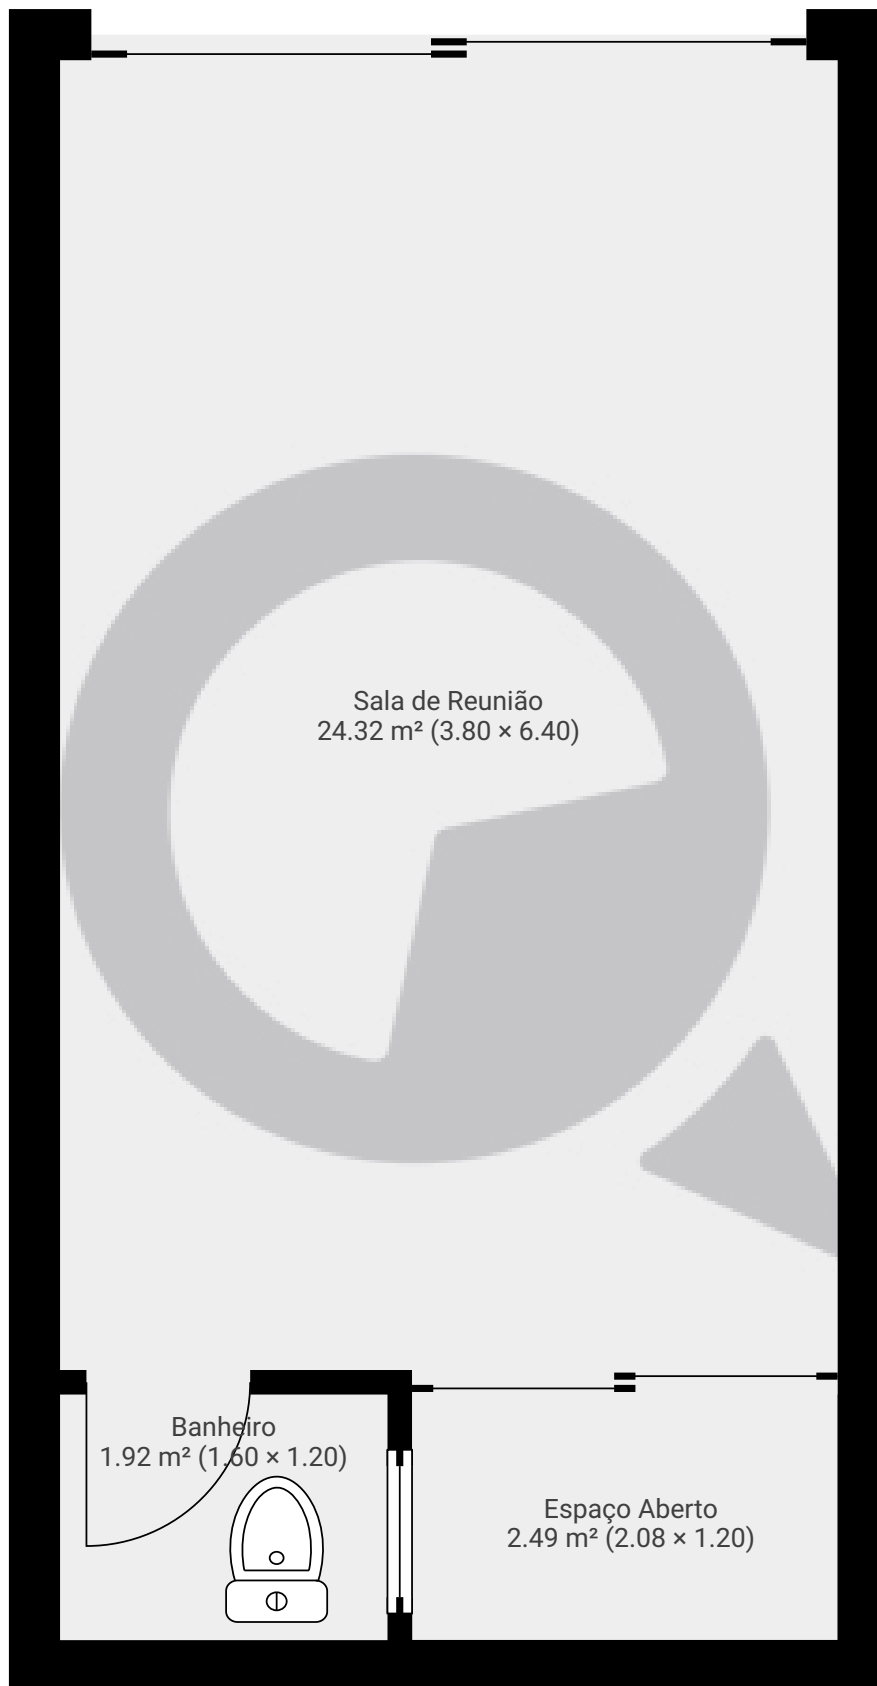 Sala de Reunião
24.32 m² (3.80 × 6.40)
Banheiro
1.92 m² (1.60 × 1.20)
Espaço Aberto
2.49 m² (2.08 × 1.20)